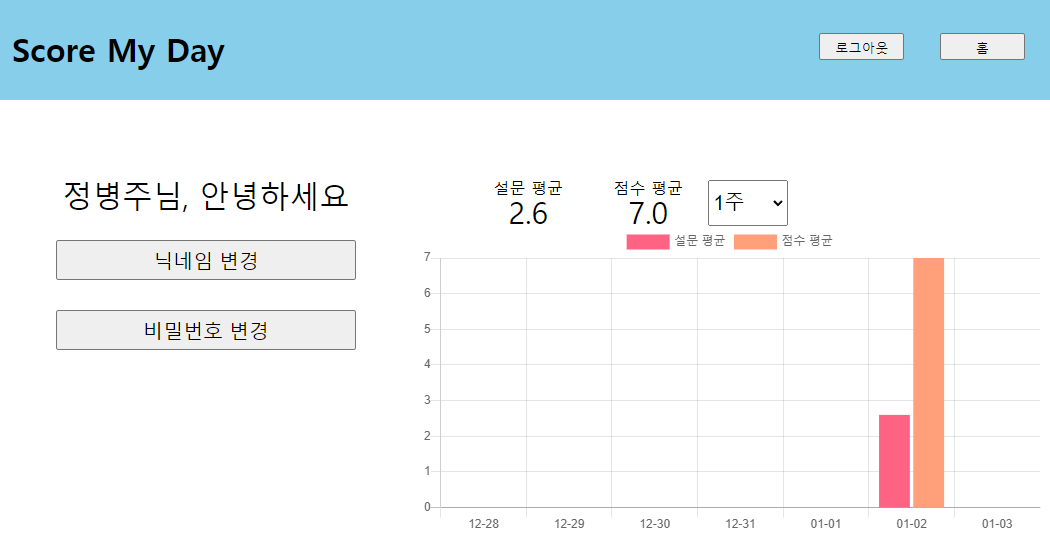 Score My Day
로그아웃
홈
정병주님, 안녕하세요
닉네임 변경
비밀번호 변경
설문 평균
2.6
점수 평균
7.0
1주
설문 평균
점수 평균
7
6
5
4
3
2
1
0
12-28 12-29 12-30 12-31 01-01 01-02 01-03